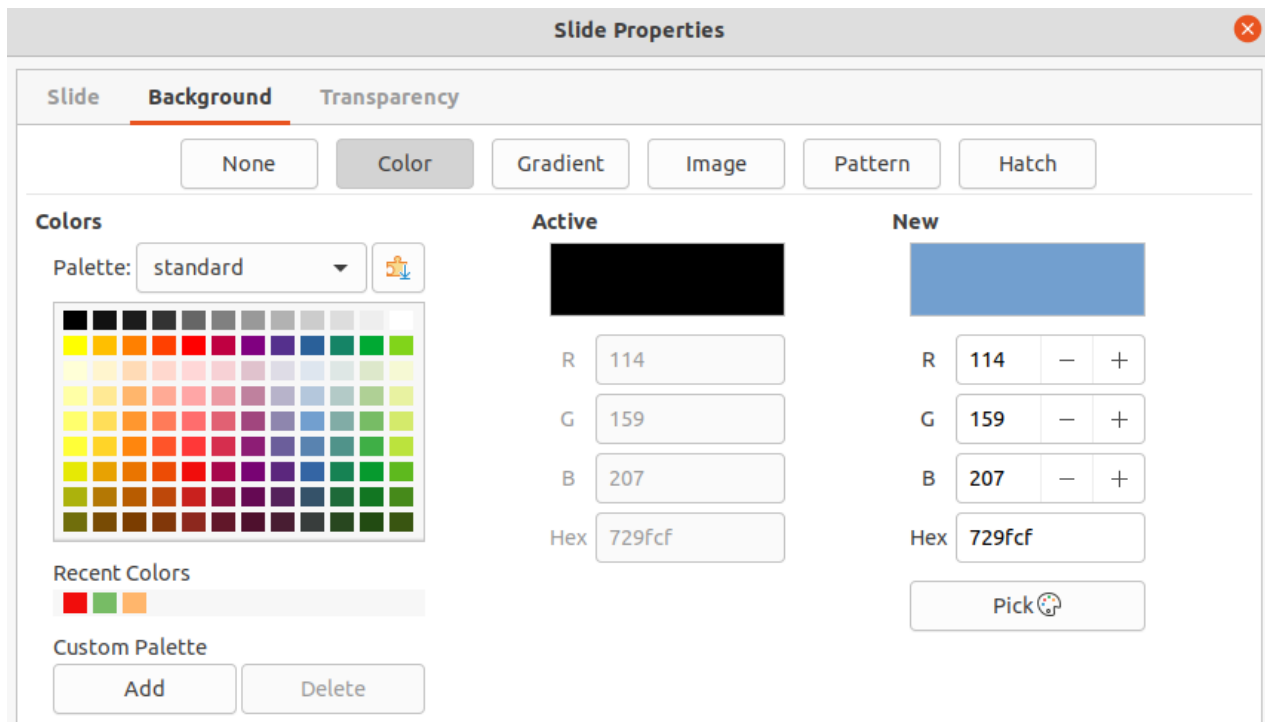 Slide Properties
Slide Background Transparency
None Color Gradient Image Pattern Hatch
Colors Active New
Palette: standard
R 114 R 114 − +
G 159 G 159 − +
B 207 B 207 − +
Hex 729fcf Hex 729fcf
Recent Colors
Pick
Custom Palette
Add Delete